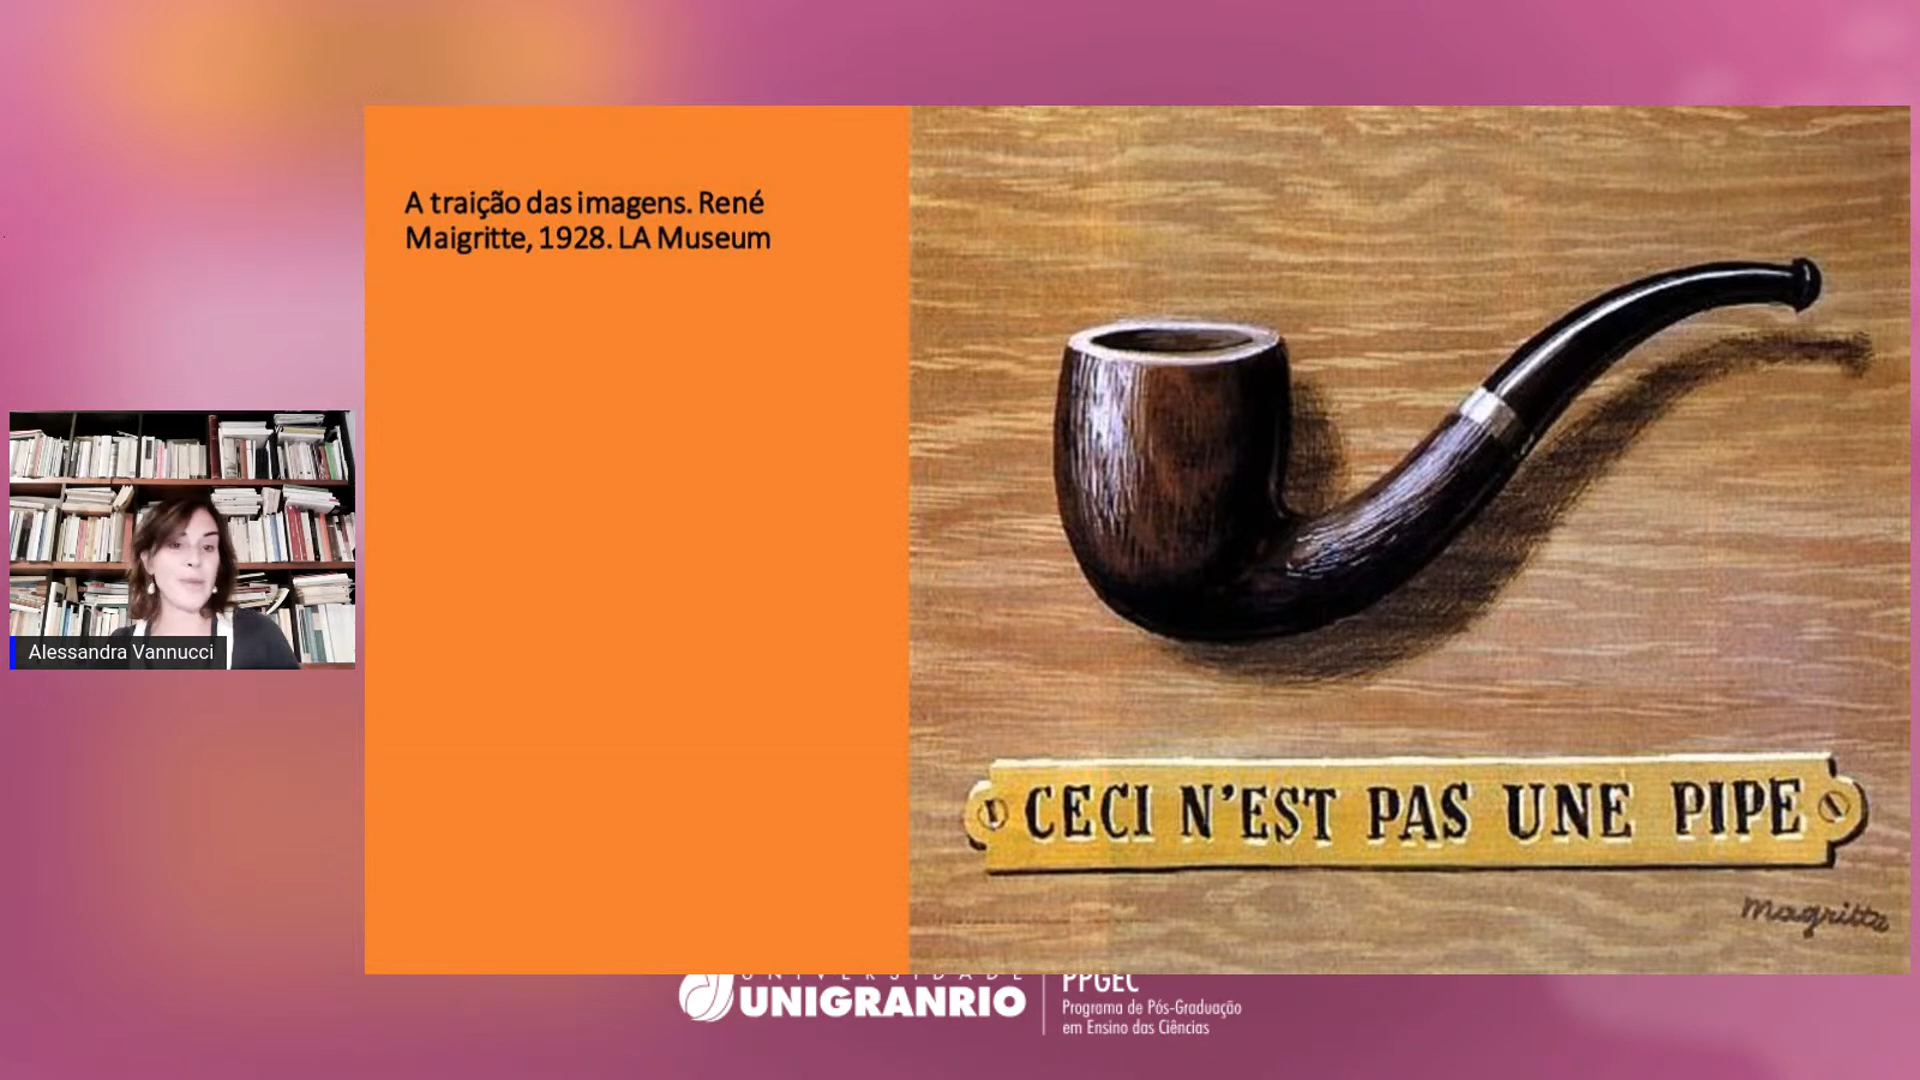 A traição das imagens. René
Maigritte, 1928. LA Museum
Alessandra Vannucci
CECI N'EST PAS UNE PIPE
Magritte
UNIVERSIDADE
UNIGRANRIO
PPGEC
Programa de Pós-Graduação
em Ensino das Ciências